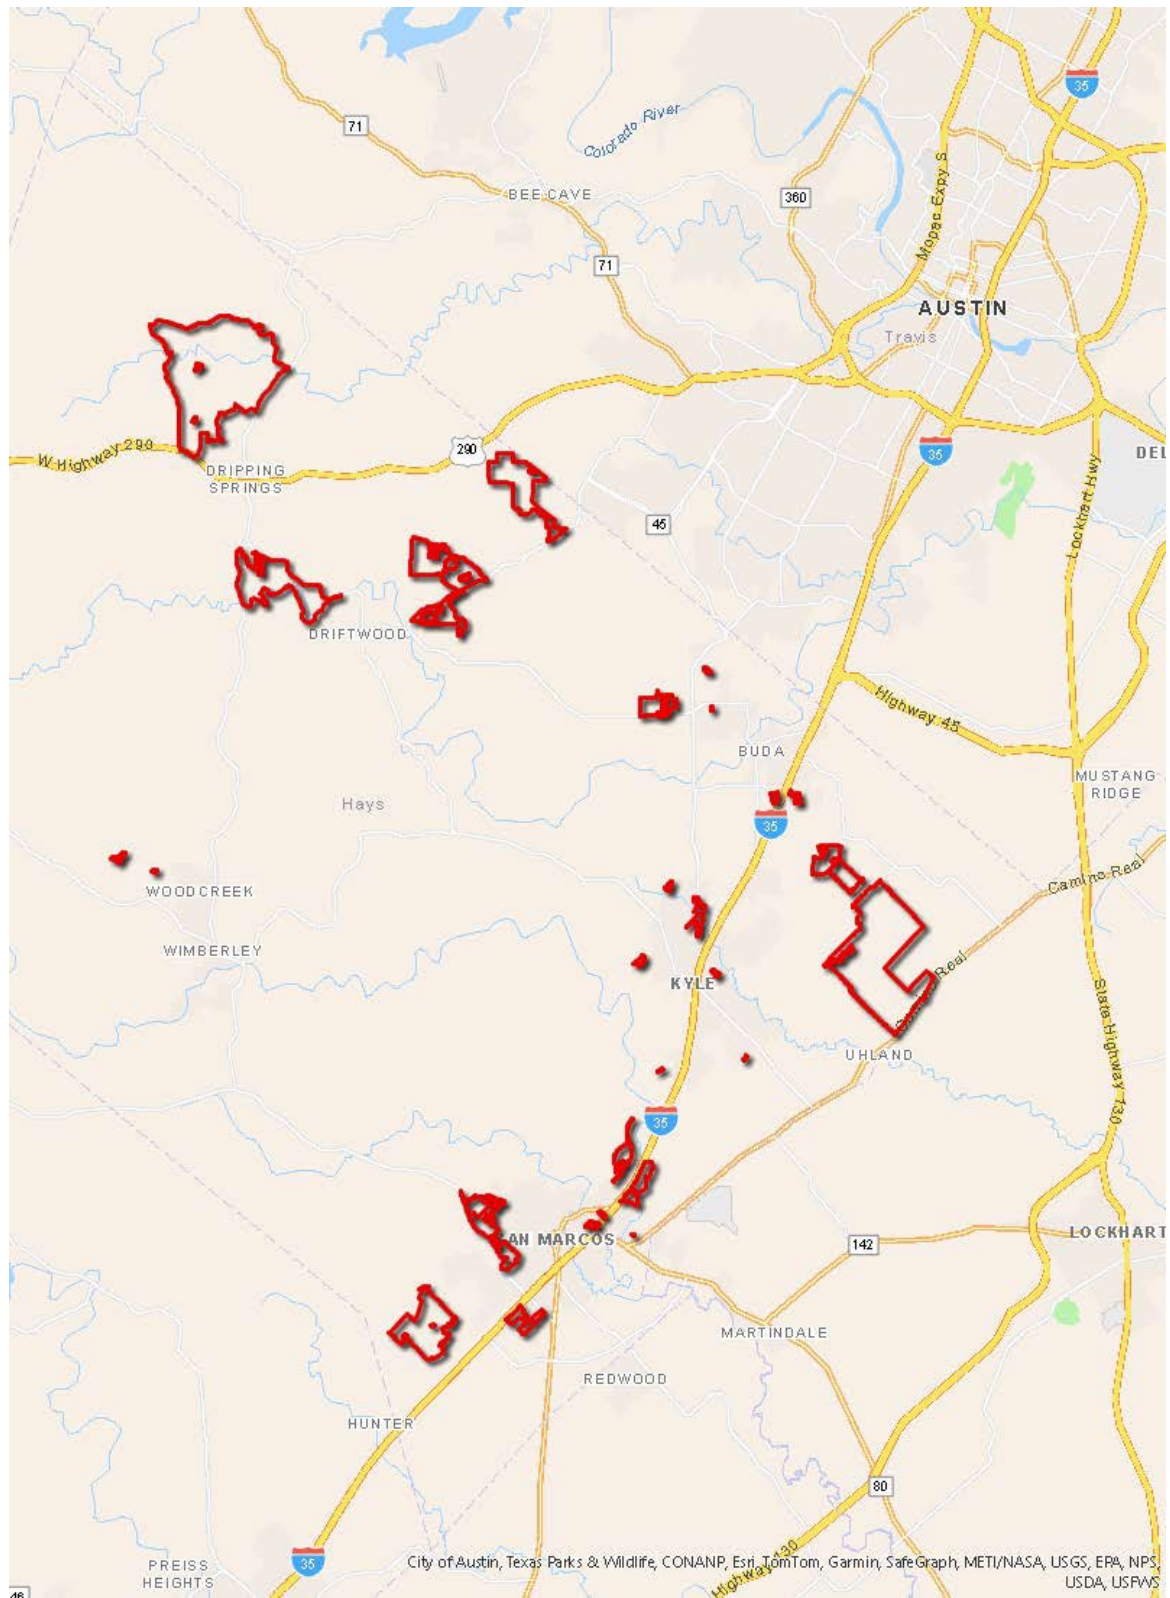 35
71
Colorado River
BEE CAVE
360
Mopac Expy S
71
AUSTIN
Travis
W Highway 290
290
35
DEL
DRIPPING
SPRINGS
45
Lockhart Hwy
DRIFTWOOD
Highway 45
BUDA
MUSTANG
RIDGE
Hays
35
Camino Real
WOODCREEK
WIMBERLEY
Real
KYLE
State Highway 130
UHLAND
35
AN MARCOS
142
LOCKHART
MARTINDALE
REDWOOD
HUNTER
80
Highway 130
35
PREISS
HEIGHTS
City of Austin, Texas Parks & Wildlife, CONANP, Esri, TomTom, Garmin, SafeGraph, METI/NASA, USGS, EPA, NPS,
USDA, USFWS
46